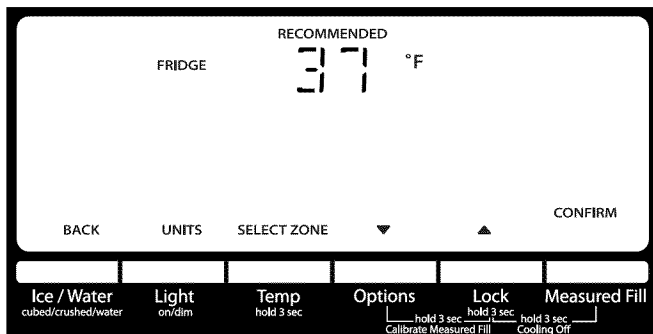 RECOMMENDED
FRIDGE 37 °F
CONFIRM
BACK UNITS SELECT ZONE ▼ ▲
Ice / Water Light Temp Options Lock Measured Fill
cubed/crushed/water on/dim hold 3 sec hold 3 sec hold 3 sec hold 3 sec
Calibrate Measured Fill Cooling Off